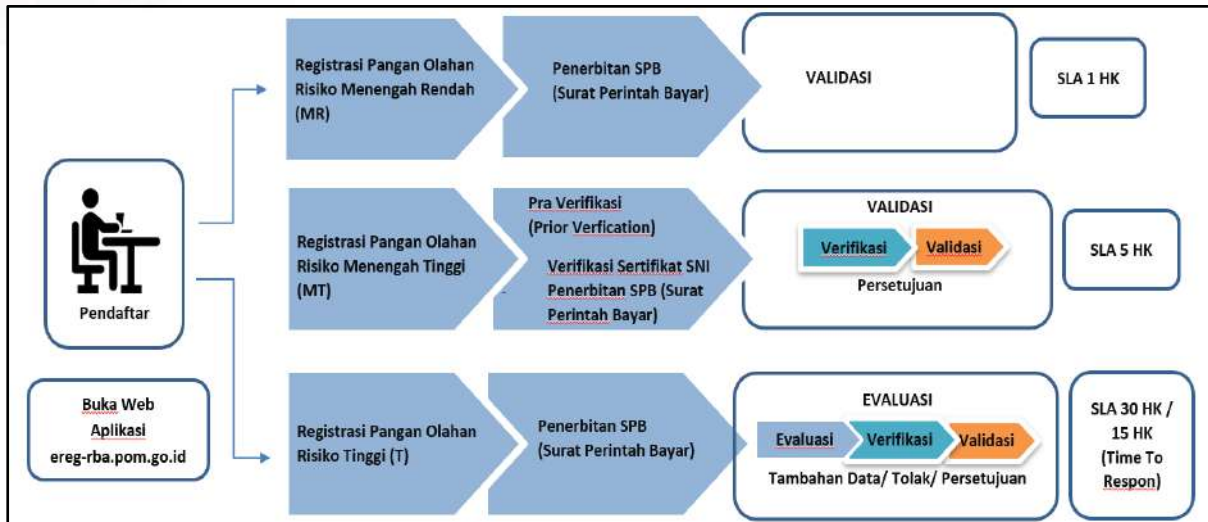 Registrasi Pangan Olahan
Risiko Menengah Rendah
(MR)
Penerbitan SPB
(Surat Perintah Bayar)
VALIDASI
SLA 1 HK
Pendaftar
Registrasi Pangan Olahan
Risiko Menengah Tinggi
(MT)
Pra Verifikasi
(Prior Verfication)
Verifikasi Sertifikat SNI
- Penerbitan SPB (Surat
Perintah Bayar)
VALIDASI
Verifikasi
Validasi
Persetujuan
SLA 5 HK
Buka Web
Aplikasi
ereg-rba.pom.go.id
Registrasi Pangan Olahan
Risiko Tinggi (T)
Penerbitan SPB
(Surat Perintah Bayar)
EVALUASI
Evaluasi
Verifikasi
Validasi
Tambahan Data/ Tolak/ Persetujuan
SLA 30 HK /
15 HK
(Time To
Respon)